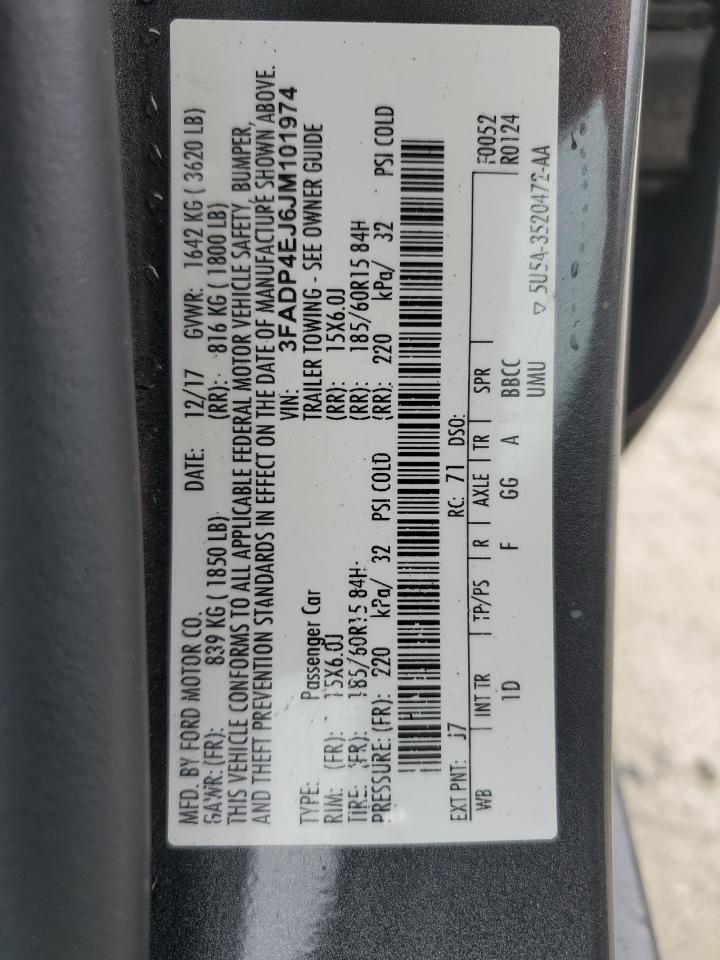 MFD. BY FORD MOTOR CO. DATE: 12/17 GVWR: 1642 KG ( 3620 LB)
GAWR: (FR): 839 KG ( 1850 LB) (RR): 816 KG ( 1800 LB)
THIS VEHICLE CONFORMS TO ALL APPLICABLE FEDERAL MOTOR VEHICLE SAFETY, BUMPER,
AND THEFT PREVENTION STANDARDS IN EFFECT ON THE DATE OF MANUFACTURE SHOWN ABOVE.
VIN: 3FADP4EJ6JM101974
TYPE: Passenger Car TRAILER TOWING - SEE OWNER GUIDE
RIM: (FR): 15X6.0J (RR): 15X6.0J
TIRE: (FR): 185/60R15 84H (RR): 185/60R15 84H
PRESSURE: (FR): 220 kPa/ 32 PSI COLD (RR): 220 kPa/ 32 PSI COLD
EXT PNT: J7 RC: 71 DSO:
WB INT TR TP/PS R AXLE TR SPR F0052
1D F GG A BBCC R0124
UMU 5U5A-3520472-AA